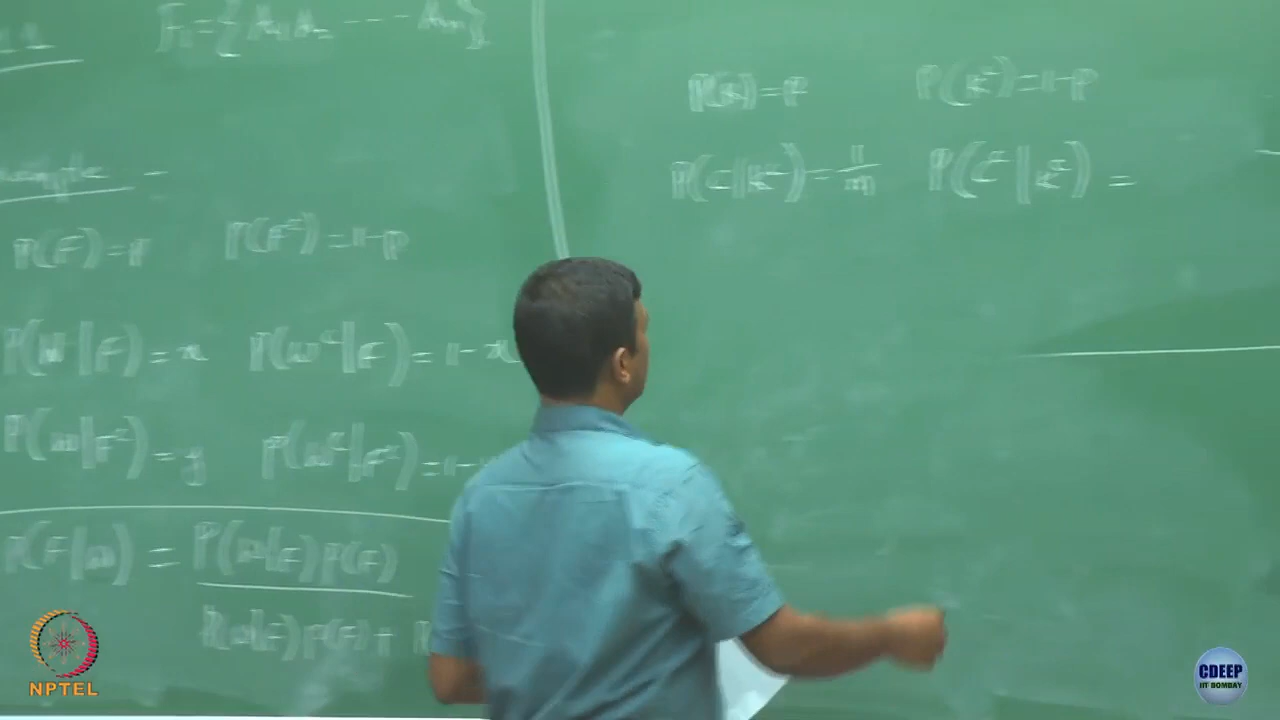 P(F)=p P(F^c)=1-p
P(W|F)=x P(W^c|F)=1-x
P(W|F^c)=y P(W^c|F^c)=1-
P(F|W) = P(W|F)P(F)
P(W|F)P(F)+
P(K)=p P(K^c)=1-p
P(C|K^c)=1/m P(C^c|K^c)=
NPTEL
CDEEP
IIT BOMBAY